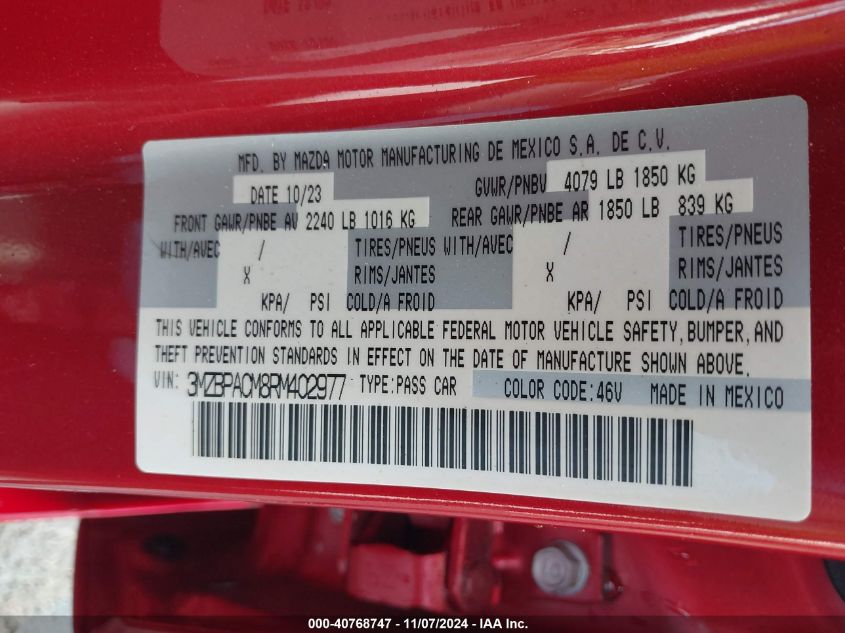 MFD. BY MAZDA MOTOR MANUFACTURING DE MEXICO S.A. DE C.V.
DATE 10/23 GVWR/PNBV 4079 LB 1850 KG
FRONT GAWR/PNBE AV 2240 LB 1016 KG REAR GAWR/PNBE AR 1850 LB 839 KG
WITH/AVEC / TIRES/PNEUS WITH/AVEC / TIRES/PNEUS
X RIMS/JANTES X RIMS/JANTES
KPA/ PSI COLD/A FROID KPA/ PSI COLD/A FROID
THIS VEHICLE CONFORMS TO ALL APPLICABLE FEDERAL MOTOR VEHICLE SAFETY, BUMPER, AND
THEFT PREVENTION STANDARDS IN EFFECT ON THE DATE OF MANUFACTURE SHOWN ABOVE.
VIN: 3MZBPACM8RM402977 TYPE:PASS CAR COLOR CODE:46V MADE IN MEXICO
000-40768747 — 11/07/2024 — IAA Inc.